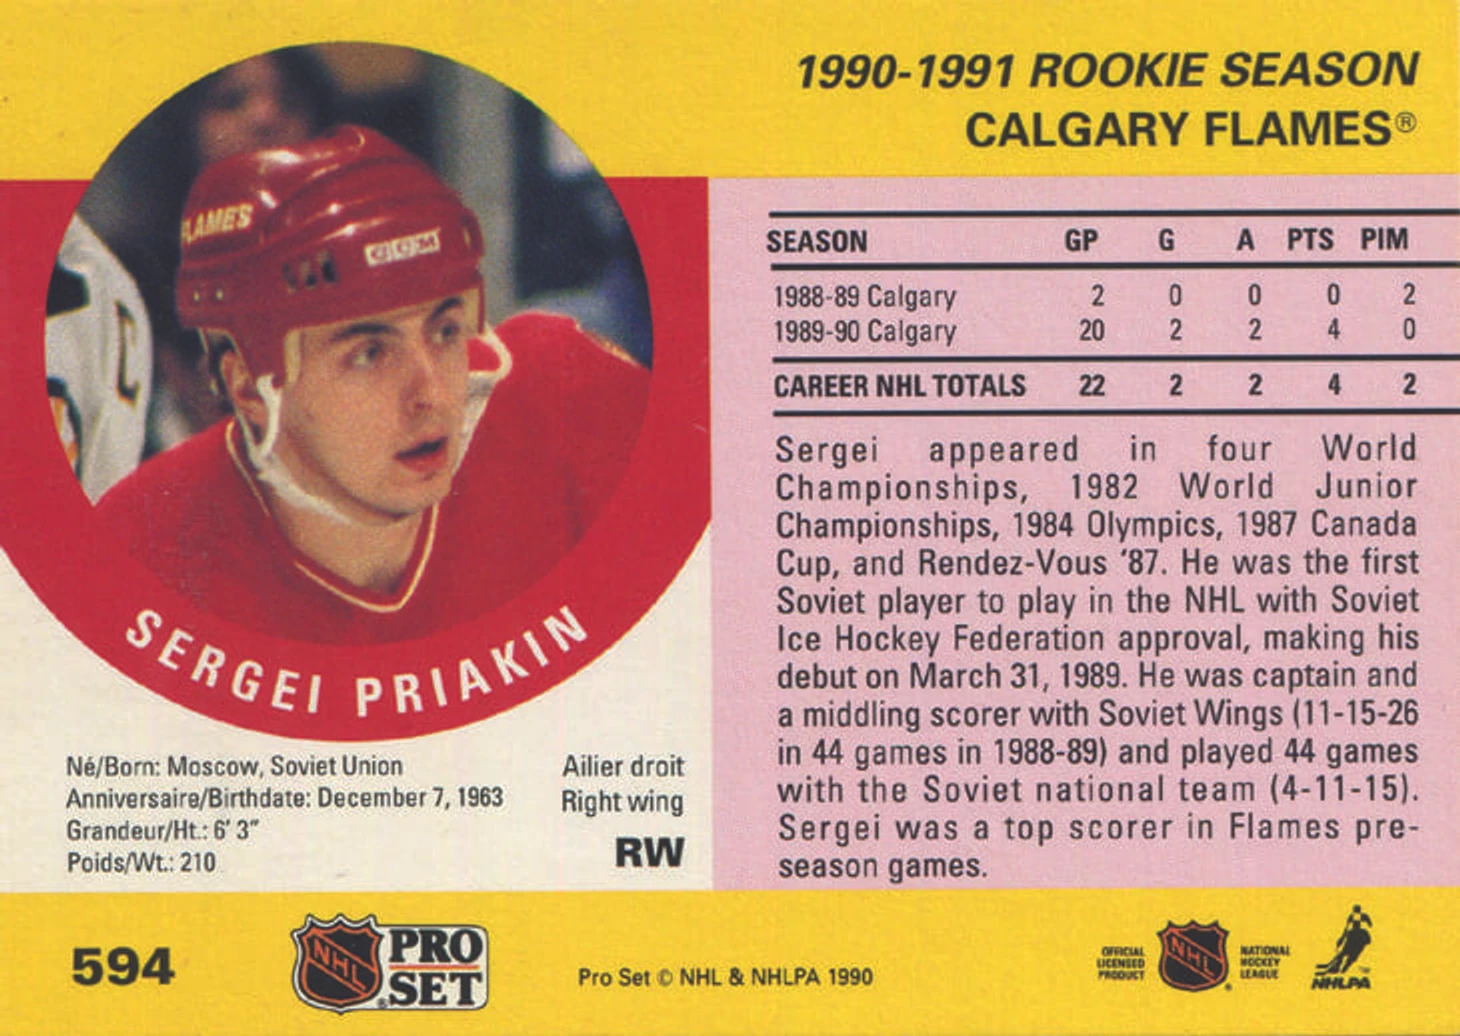 1990-1991 ROOKIE SEASON
CALGARY FLAMES®
FLAMES
CCM
C
SERGEI PRIAKIN
Né/Born: Moscow, Soviet Union
Anniversaire/Birthdate: December 7, 1963
Grandeur/Ht.: 6' 3"
Poids/Wt.: 210
Ailier droit
Right wing
RW
SEASON GP G A PTS PIM
1988-89 Calgary 2 0 0 0 2
1989-90 Calgary 20 2 2 4 0
CAREER NHL TOTALS 22 2 2 4 2
Sergei appeared in four World
Championships, 1982 World Junior
Championships, 1984 Olympics, 1987 Canada
Cup, and Rendez-Vous '87. He was the first
Soviet player to play in the NHL with Soviet
Ice Hockey Federation approval, making his
debut on March 31, 1989. He was captain and
a middling scorer with Soviet Wings (11-15-26
in 44 games in 1988-89) and played 44 games
with the Soviet national team (4-11-15).
Sergei was a top scorer in Flames pre-
season games.
594
NHL
PRO
SET
®
Pro Set © NHL & NHLPA 1990
OFFICIAL
LICENSED
PRODUCT
NHL
®
NATIONAL
HOCKEY
LEAGUE
™
NHLPA